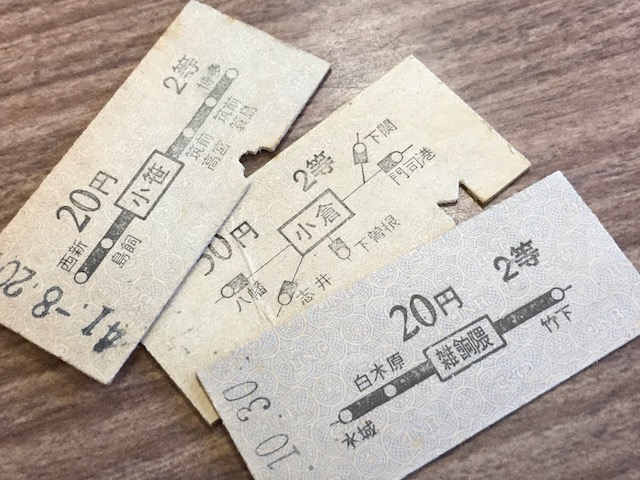 2等
20円
博多
筑前
簑島
筑前
高宮
小笹
西新
鳥飼
41.-8.20
2等
30円
下関
門司港
小倉
下曽根
志井
八幡
2等
20円
竹下
雑餉隈
白木原
水城
.10.30